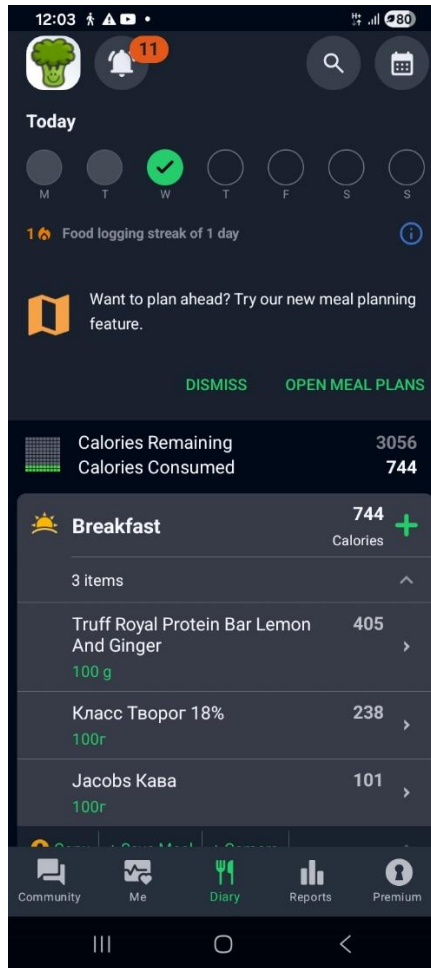 12:03
80
11
Today
M T W T F S S
1 Food logging streak of 1 day
Want to plan ahead? Try our new meal planning
feature.
DISMISS OPEN MEAL PLANS
Calories Remaining 3056
Calories Consumed 744
Breakfast 744
Calories
3 items
Truff Royal Protein Bar Lemon 405
And Ginger
100 g
Класс Творог 18% 238
100г
Jacobs Кава 101
100г
Community Me Diary Reports Premium